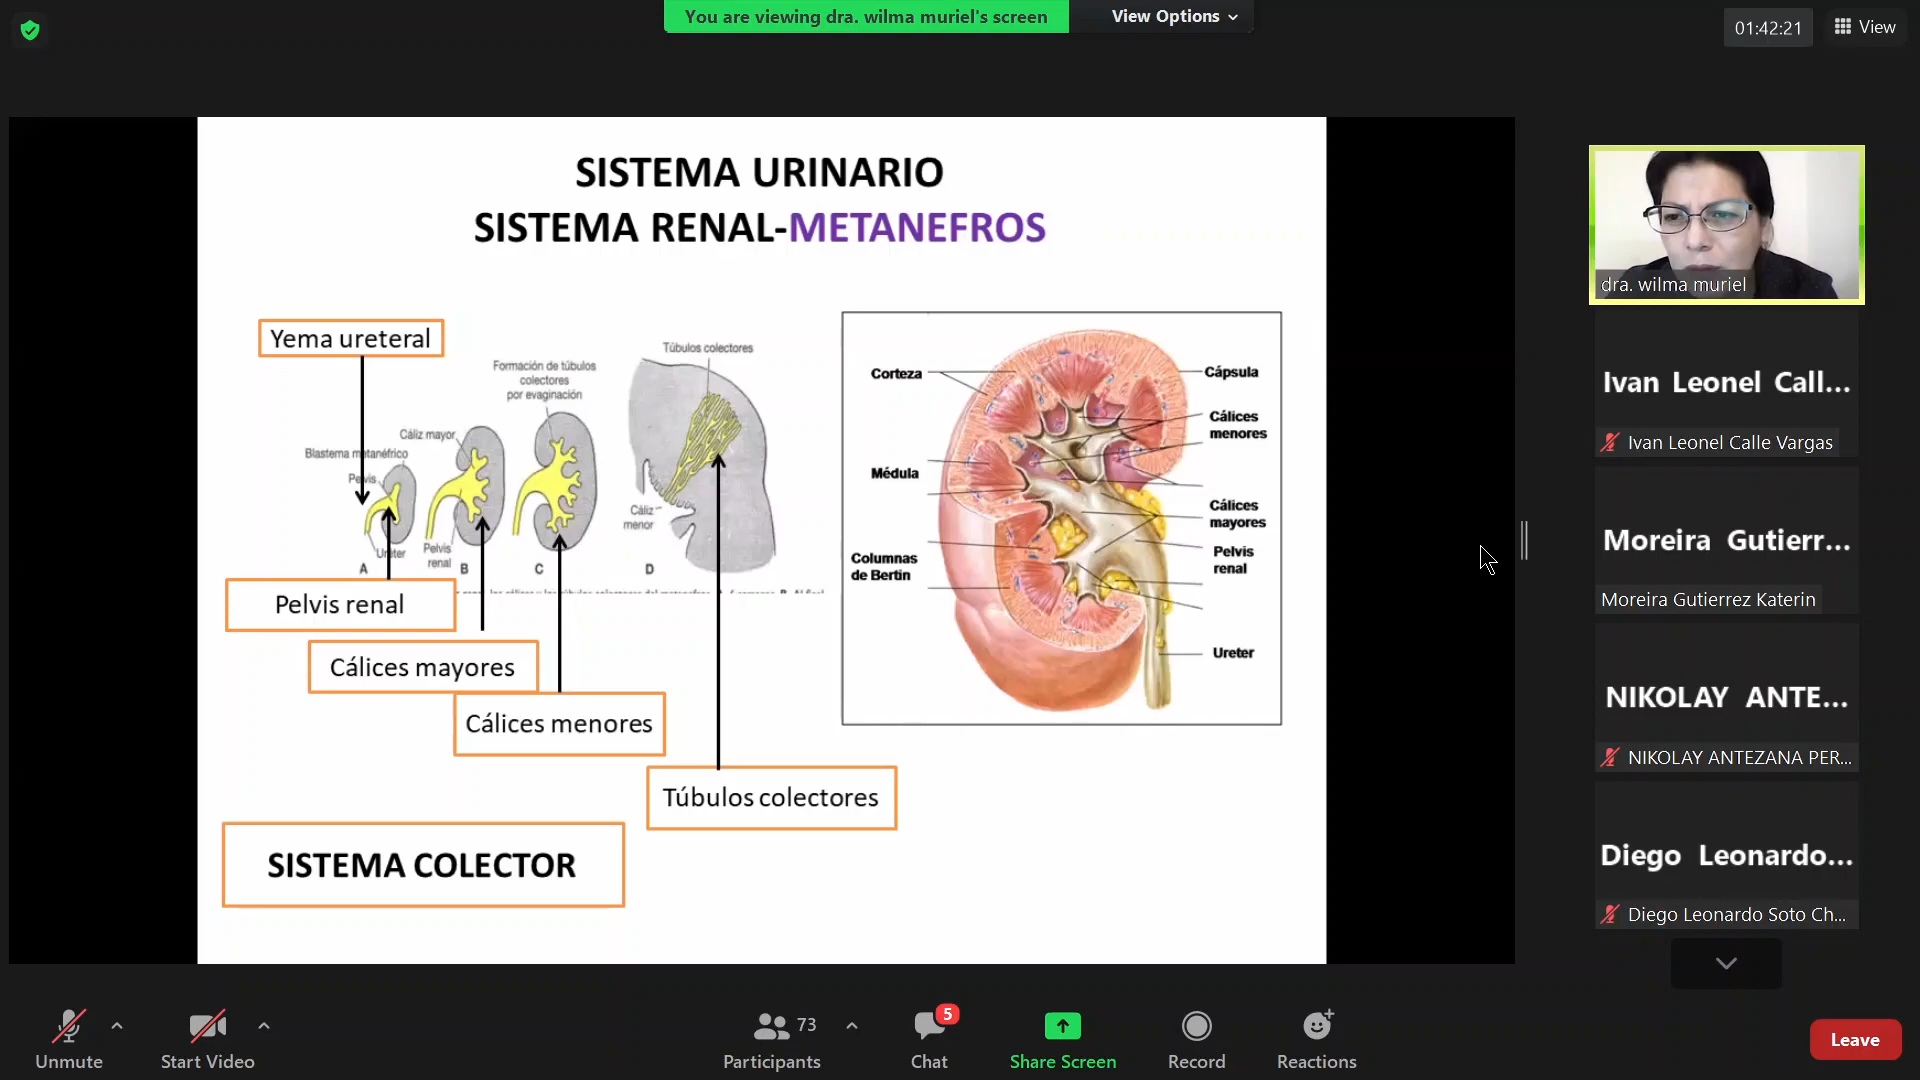 You are viewing dra. wilma muriel's screen
View Options
01:42:21
View
SISTEMA URINARIO
SISTEMA RENAL-METANEFROS
Yema ureteral
Túbulos colectores
Formación de túbulos
colectores
por evaginación
Cáliz mayor
Blastema metanéfrico
Pelvis
Uréter
Pelvis
renal
Cáliz
menor
A
B
C
D
Pelvis renal
Cálices mayores
Cálices menores
Túbulos colectores
SISTEMA COLECTOR
Corteza
Cápsula
Cálices
menores
Médula
Cálices
mayores
Columnas
de Bertin
Pelvis
renal
Ureter
dra. wilma muriel
Ivan Leonel Call...
Ivan Leonel Calle Vargas
Moreira Gutierr...
Moreira Gutierrez Katerin
NIKOLAY ANTE...
NIKOLAY ANTEZANA PER...
Diego Leonardo...
Diego Leonardo Soto Ch...
Unmute
Start Video
73
Participants
5
Chat
Share Screen
Record
Reactions
Leave